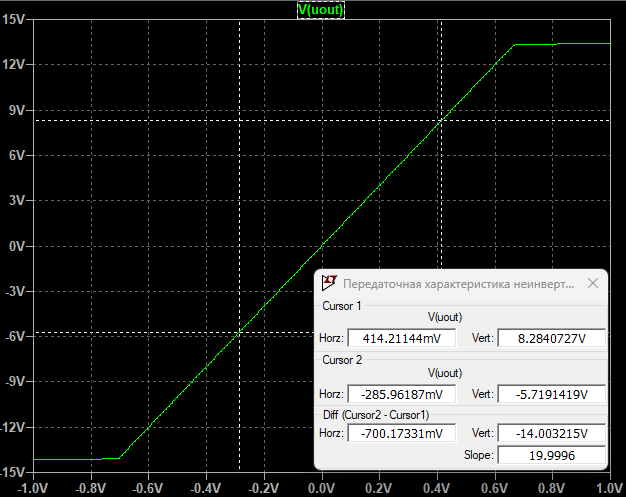 V(uout)
15V
12V
9V
6V
3V
0V
-3V
-6V
-9V
-12V
-15V
-1.0V -0.8V -0.6V -0.4V -0.2V 0.0V 0.2V 0.4V 0.6V 0.8V 1.0V
Передаточная характеристика неинверт...
Cursor 1
V(uout)
Horz: 414.21144mV Vert: 8.2840727V
Cursor 2
V(uout)
Horz: -285.96187mV Vert: -5.7191419V
Diff (Cursor2 - Cursor1)
Horz: -700.17331mV Vert: -14.003215V
Slope: 19.9996